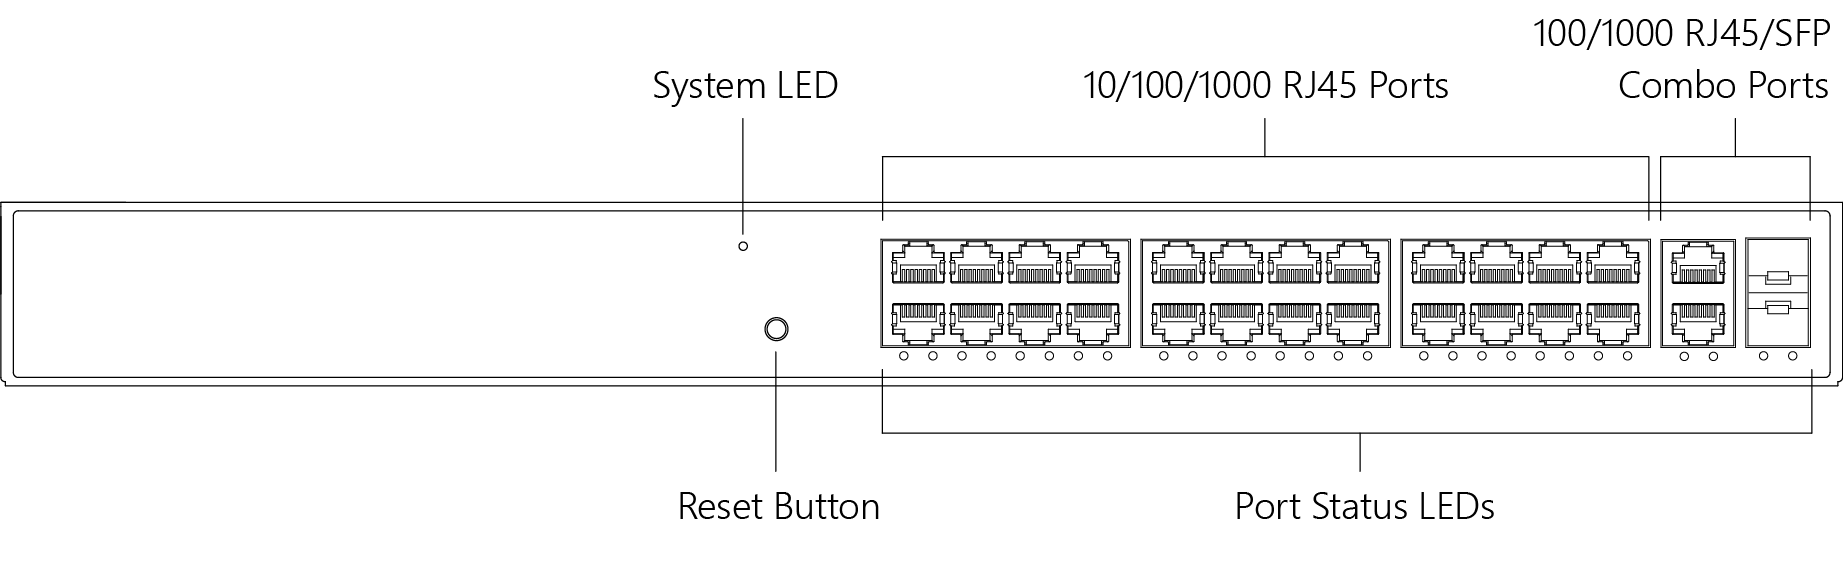 100/1000 RJ45/SFP
System LED
10/100/1000 RJ45 Ports
Combo Ports
Reset Button
Port Status LEDs